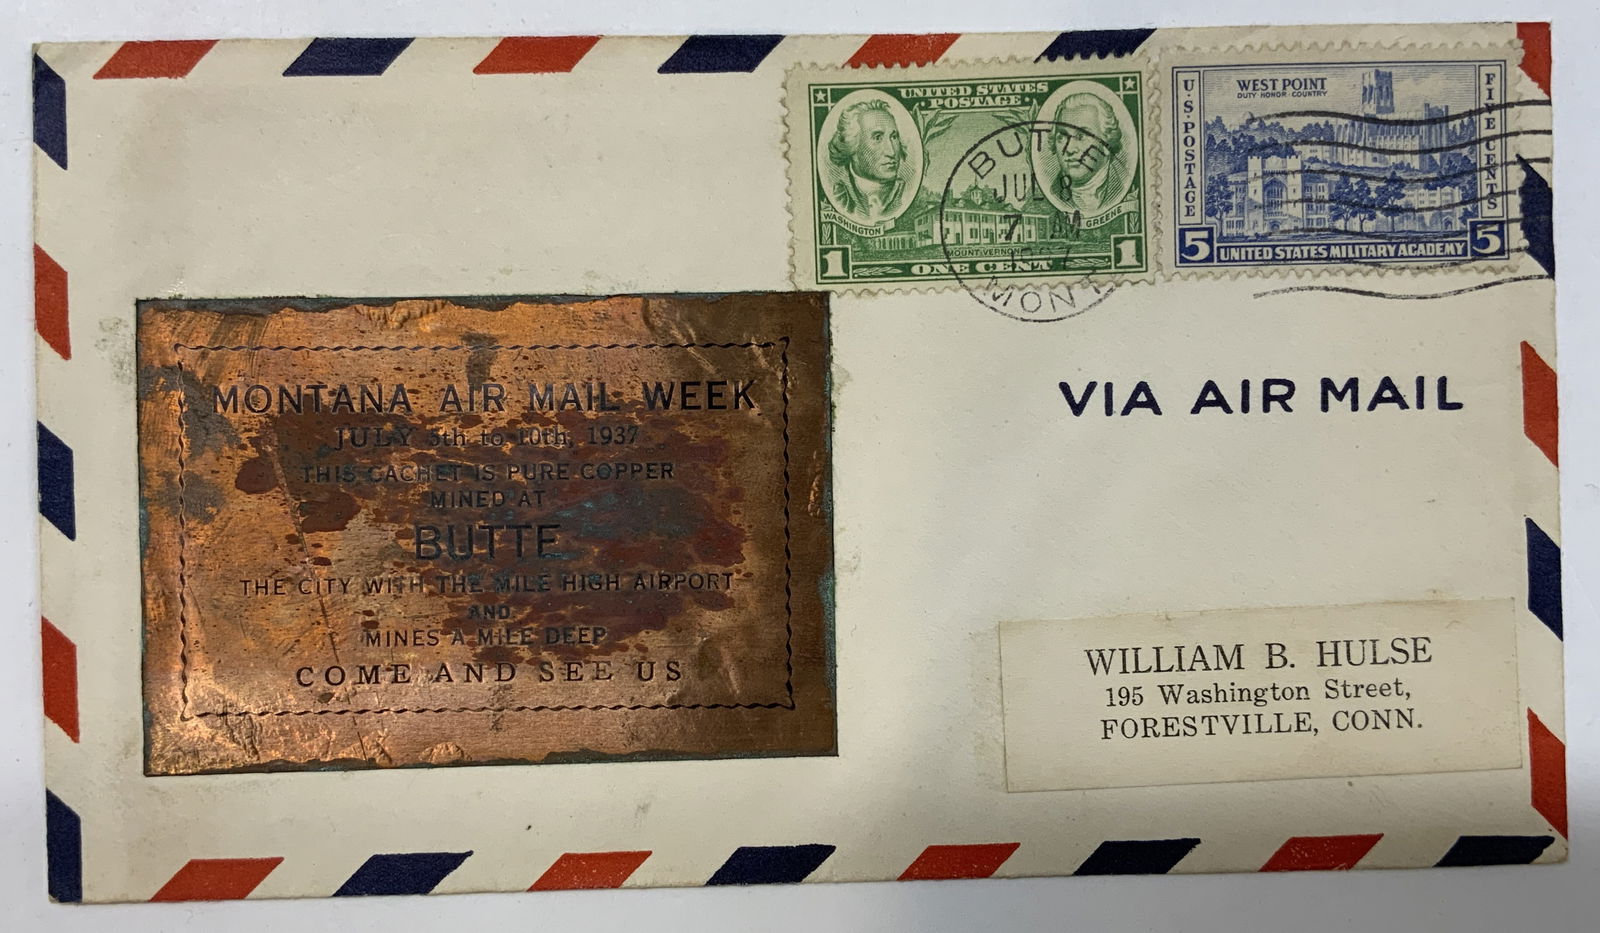 UNITED STATES
POSTAGE
WASHINGTON
GREENE
MOUNT VERNON
1 ONE CENT 1
U.S. POSTAGE
WEST POINT
DUTY HONOR COUNTRY
FIVE CENTS
5 UNITED STATES MILITARY ACADEMY 5
BUTTE
JUL 8
7 AM
1937
MONT
MONTANA AIR MAIL WEEK
JULY 5th to 10th, 1937
THIS CACHET IS PURE COPPER
MINED AT
BUTTE
THE CITY WITH THE MILE HIGH AIRPORT
AND
MINES A MILE DEEP
COME AND SEE US
VIA AIR MAIL
WILLIAM B. HULSE
195 Washington Street,
FORESTVILLE, CONN.